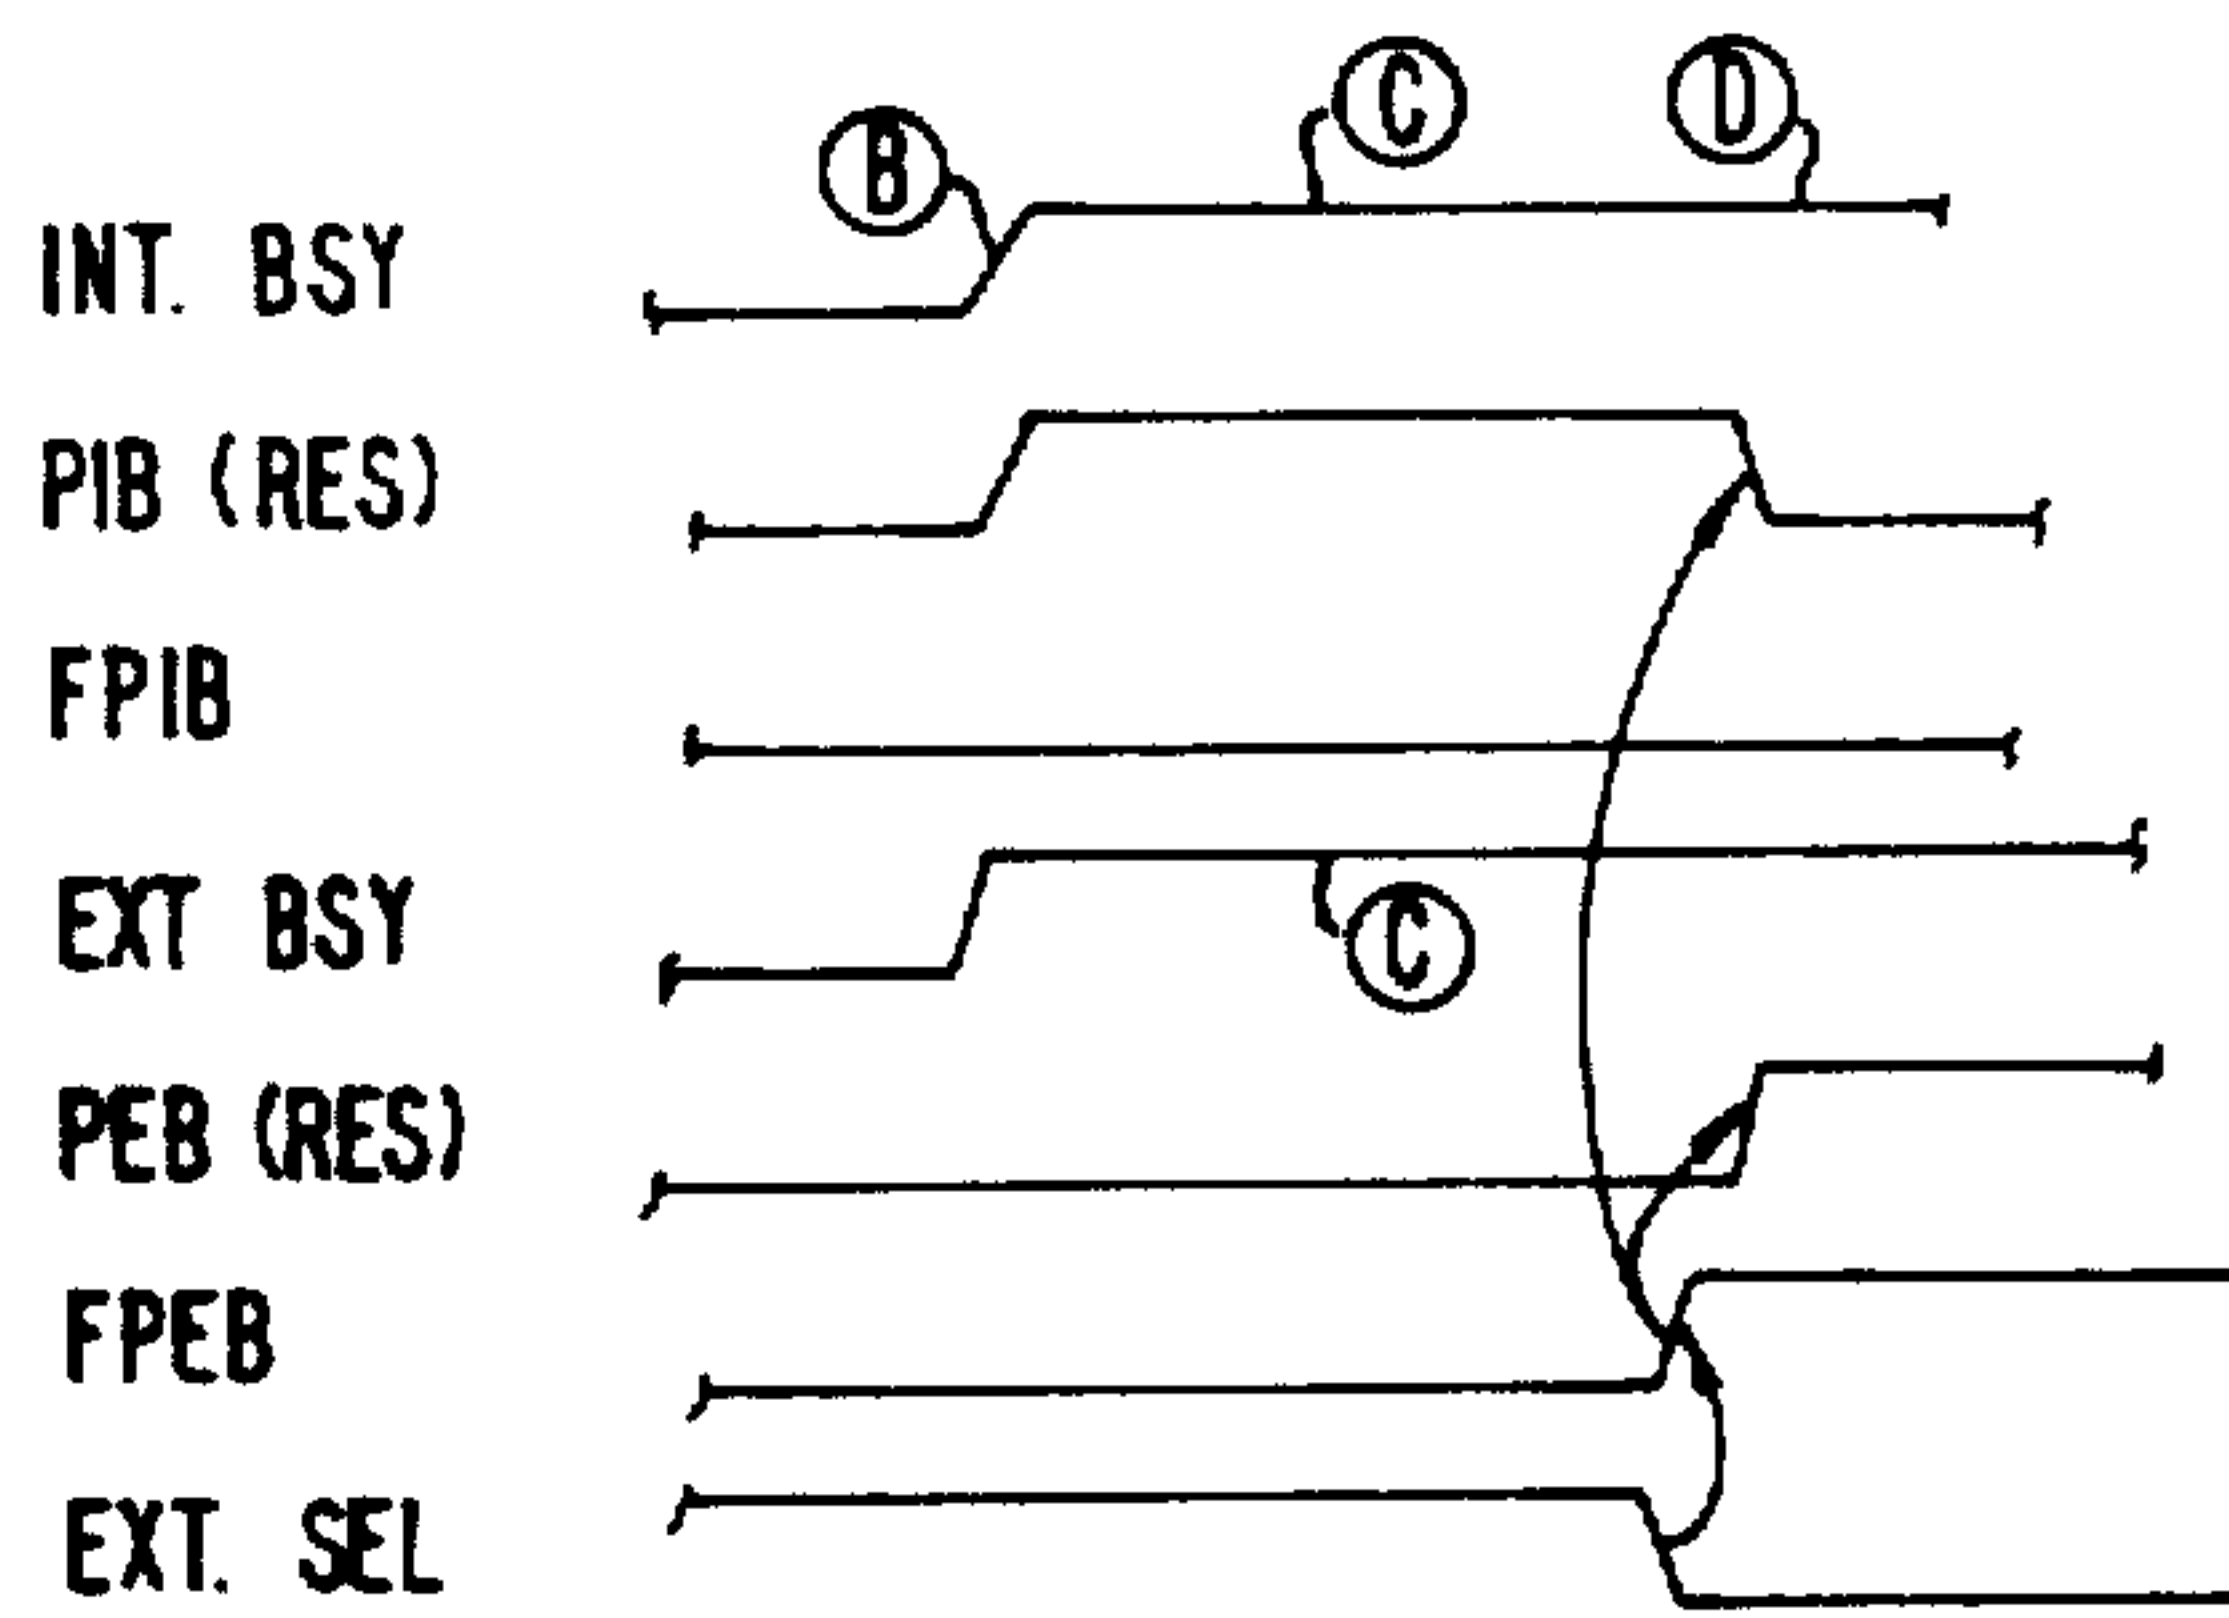 C D
B
INT. BSY
PIB (RES)
FPIB
EXT BSY
C
PEB (RES)
FPEB
EXT. SEL